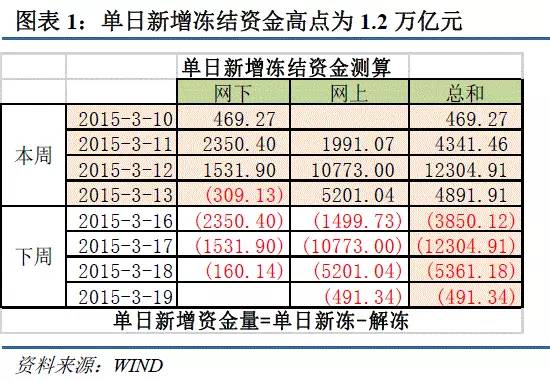 图表 1：单日新增冻结资金高点为 1.2 万亿元
单日新增冻结资金测算
网下 网上 总和
本周
2015-3-10 469.27 469.27
2015-3-11 2350.40 1991.07 4341.46
2015-3-12 1531.90 10773.00 12304.91
2015-3-13 (309.13) 5201.04 4891.91
下周
2015-3-16 (2350.40) (1499.73) (3850.12)
2015-3-17 (1531.90) (10773.00) (12304.91)
2015-3-18 (160.14) (5201.04) (5361.18)
2015-3-19 (491.34) (491.34)
单日新增资金量=单日新冻-解冻
资料来源：WIND